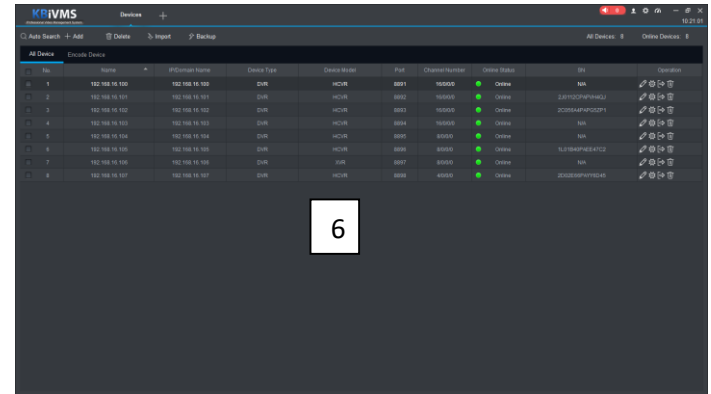 KRiVMS Devices + 8
Professional Video Management System 10:21:01
Auto Search + Add Delete Import Backup All Devices: 8 Online Devices: 8
All Device Encode Device
No. Name IP/Domain Name Device Type Device Model Port Channel Number Online Status SN Operation
1 192.168.16.100 192.168.16.100 DVR HCVR 8891 16/0/0/0 Online N/A
2 192.168.16.101 192.168.16.101 DVR HCVR 8892 16/0/0/0 Online
3 192.168.16.102 192.168.16.102 DVR HCVR 8893 16/0/0/0 Online
4 192.168.16.103 192.168.16.103 DVR HCVR 8894 16/0/0/0 Online N/A
5 192.168.16.104 192.168.16.104 DVR HCVR 8895 8/0/0/0 Online N/A
6 192.168.16.105 192.168.16.105 DVR HCVR 8896 8/0/0/0 Online
7 192.168.16.106 192.168.16.106 DVR XVR 8897 8/0/0/0 Online N/A
8 192.168.16.107 192.168.16.107 DVR HCVR 8898 Online
6